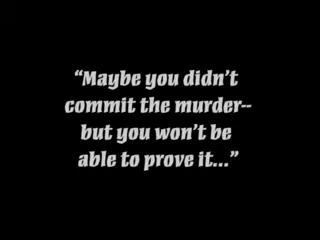 “Maybe you didn’t
commit the murder--
but you won’t be
able to prove it...”